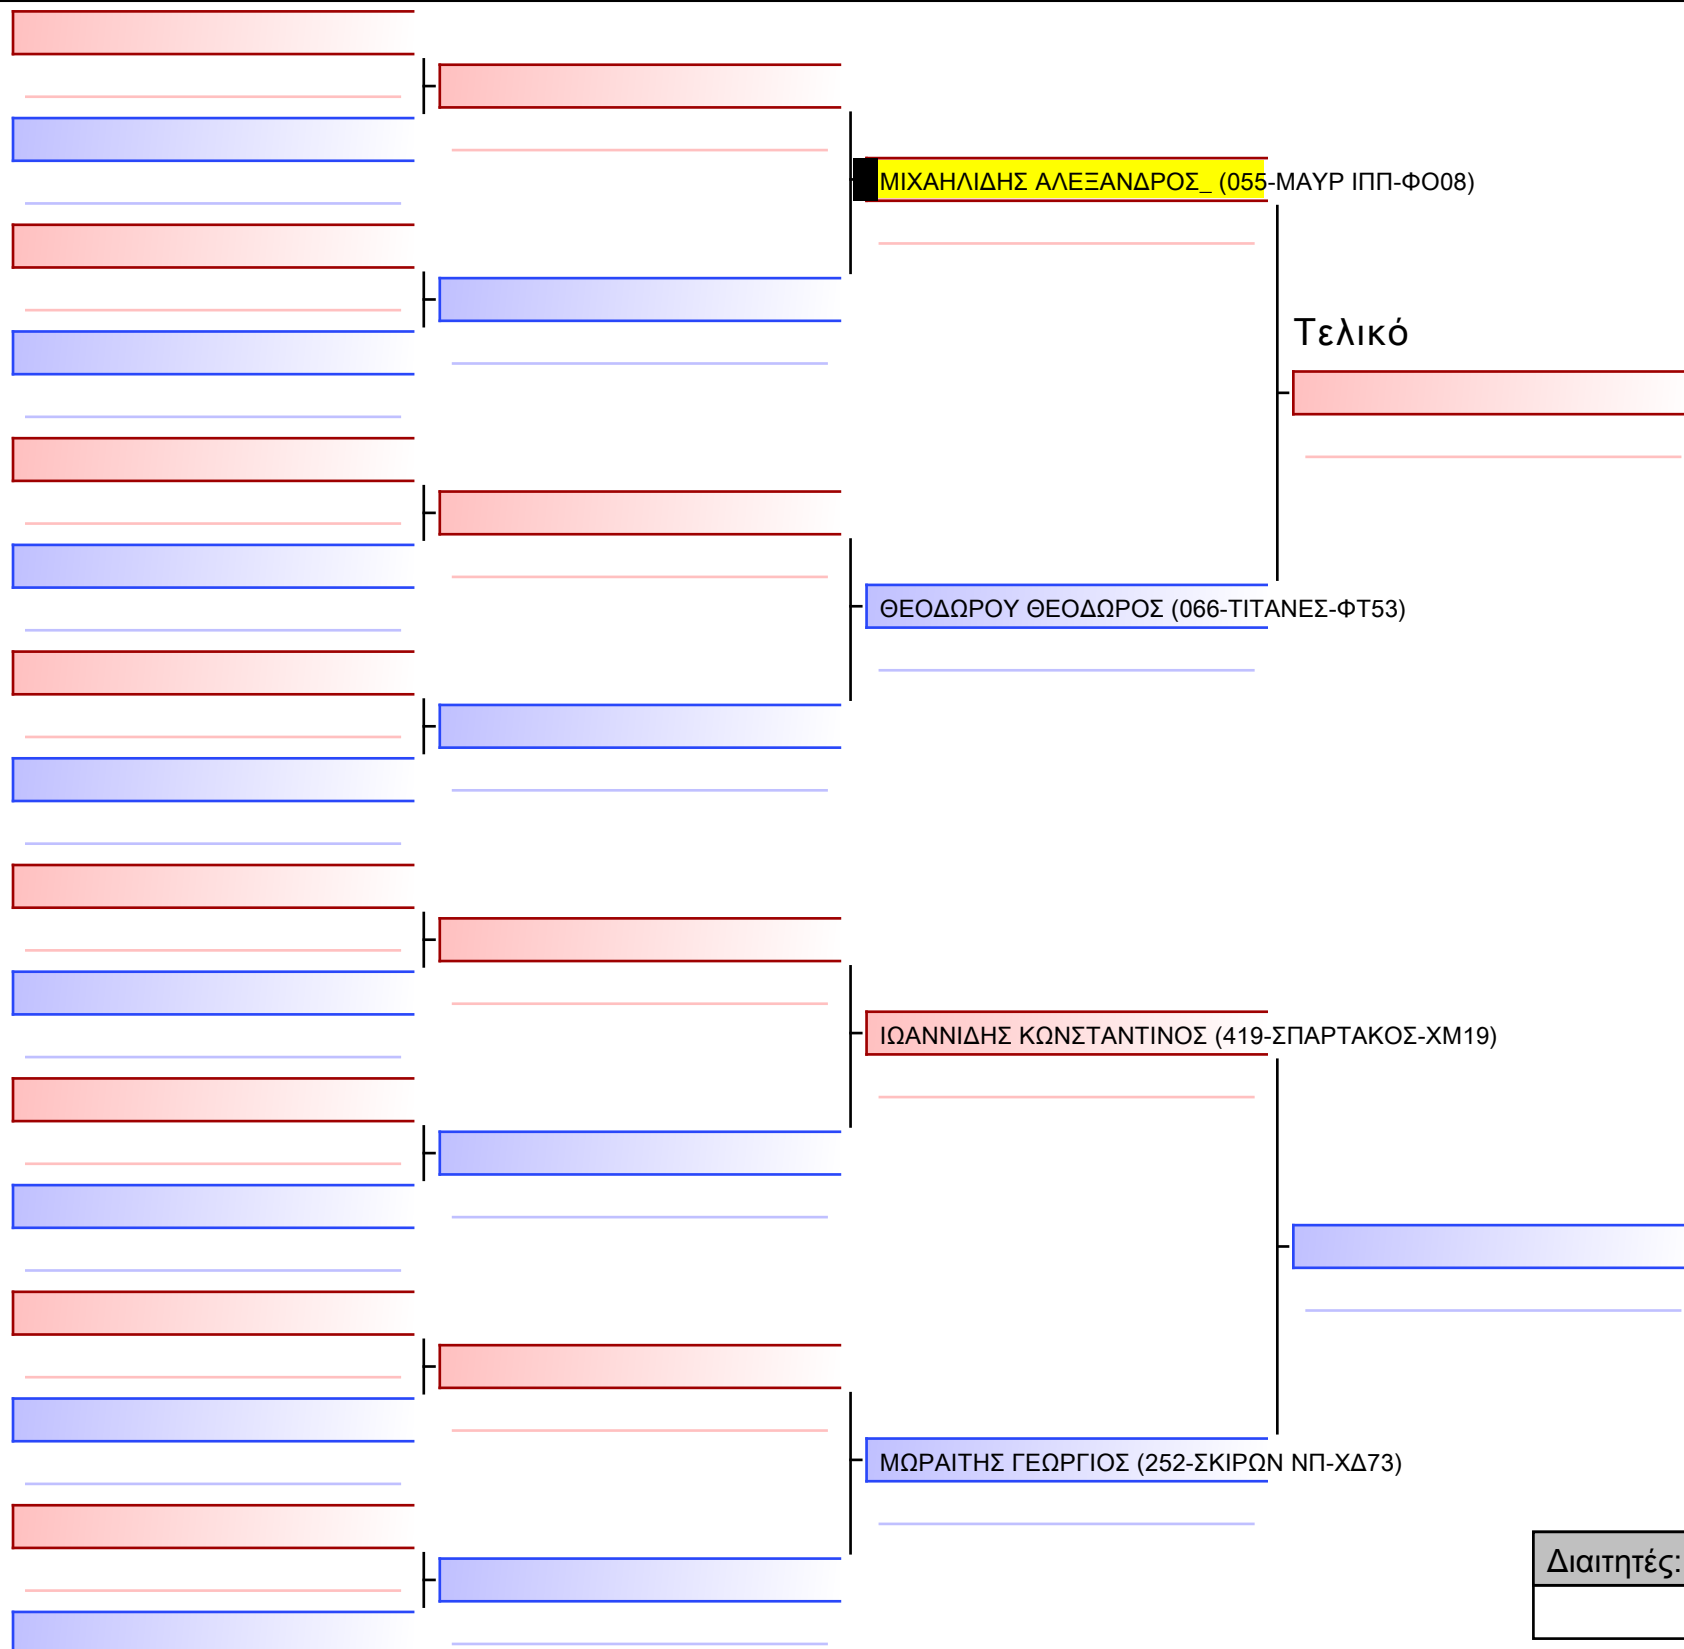 ΜΙΧΑΗΛΙΔΗΣ ΑΛΕΞΑΝΔΡΟΣ_ (055-ΜΑΥΡ ΙΠΠ-ΦΟ08)
Τελικό
ΘΕΟΔΩΡΟΥ ΘΕΟΔΩΡΟΣ (066-ΤΙΤΑΝΕΣ-ΦΤ53)
ΙΩΑΝΝΙΔΗΣ ΚΩΝΣΤΑΝΤΙΝΟΣ (419-ΣΠΑΡΤΑΚΟΣ-ΧΜ19)
ΜΩΡΑΙΤΗΣ ΓΕΩΡΓΙΟΣ (252-ΣΚΙΡΩΝ ΝΠ-ΧΔ73)
Διαιτητές: